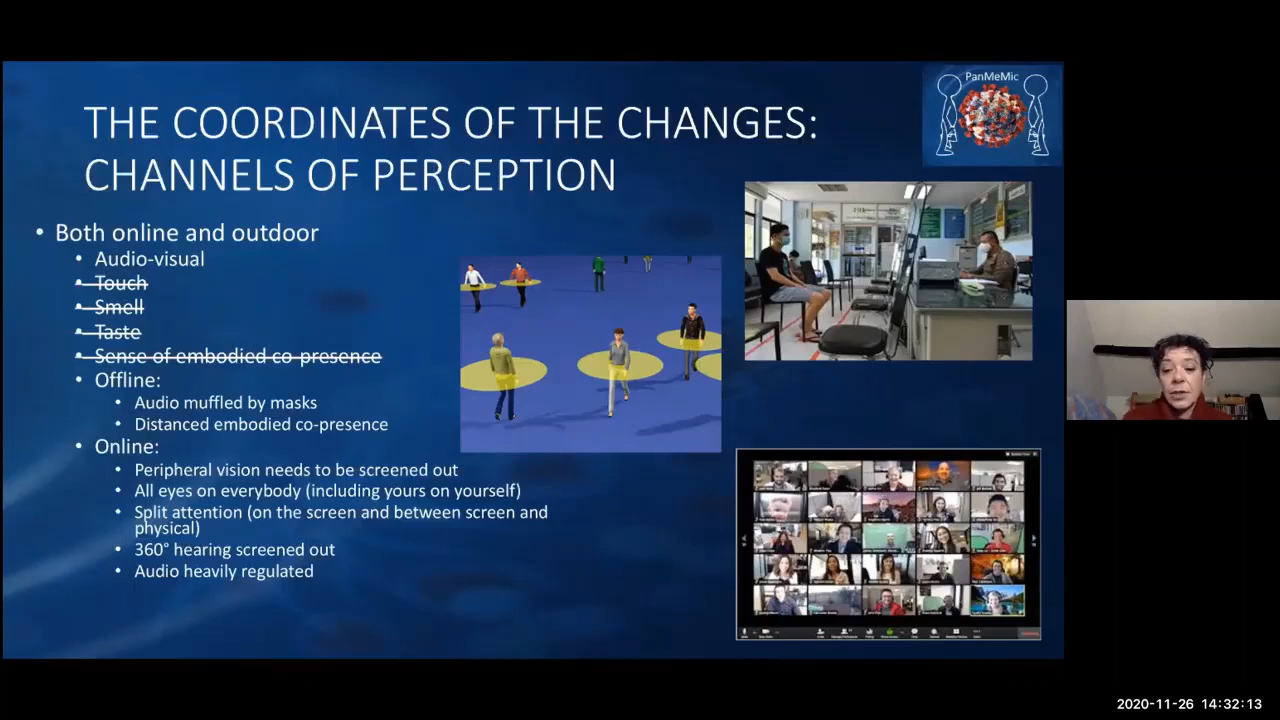 PanMeMic
THE COORDINATES OF THE CHANGES:
CHANNELS OF PERCEPTION
• Both online and outdoor
• Audio-visual
• Touch
• Smell
• Taste
• Sense of embodied co-presence
• Offline:
• Audio muffled by masks
• Distanced embodied co-presence
• Online:
• Peripheral vision needs to be screened out
• All eyes on everybody (including yours on yourself)
• Split attention (on the screen and between screen and
physical)
• 360° hearing screened out
• Audio heavily regulated
2020-11-26 14:32:13